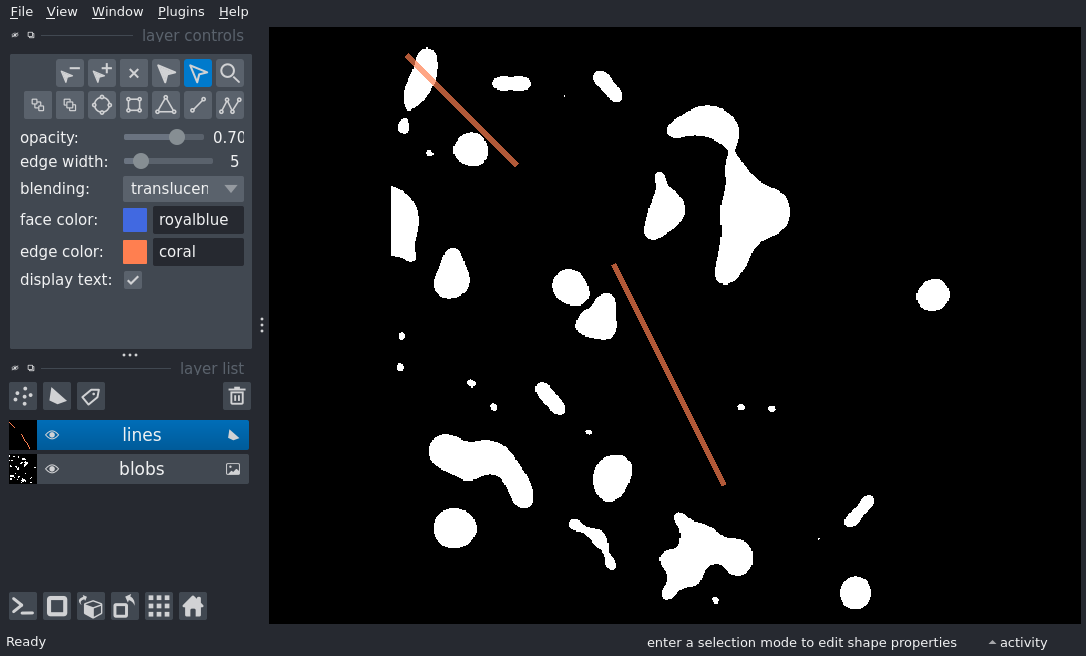 File View Window Plugins Help
layer controls
opacity: 0.70
edge width: 5
blending: translucen
face color: royalblue
edge color: coral
display text:
layer list
lines
blobs
Ready enter a selection mode to edit shape properties activity